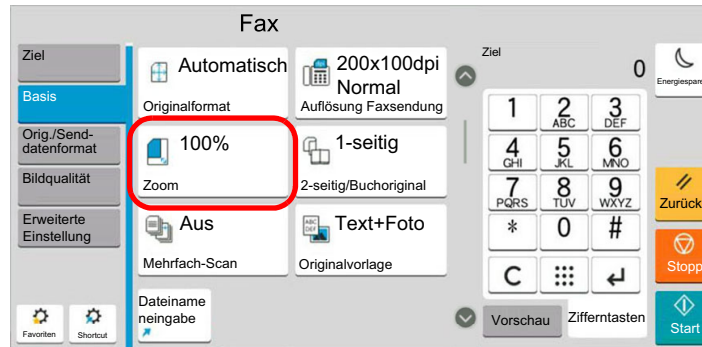 Fax
Ziel
Basis
Orig./Send-
datenformat
Bildqualität
Erweiterte
Einstellung
Favoriten
Shortcut
Automatisch
Originalformat
200x100dpi
Normal
Auflösung Faxsendung
100%
Zoom
1-seitig
2-seitig/Buchoriginal
Aus
Mehrfach-Scan
ABC
DEF
Text+Foto
Originalvorlage
Dateiname
neingabe
Ziel
0
1
2
ABC
3
DEF
4
GHI
5
JKL
6
MNO
7
PQRS
8
TUV
9
WXYZ
*
0
#
C
Vorschau
Zifferntasten
Energiespare
Zurück
Stopp
Start